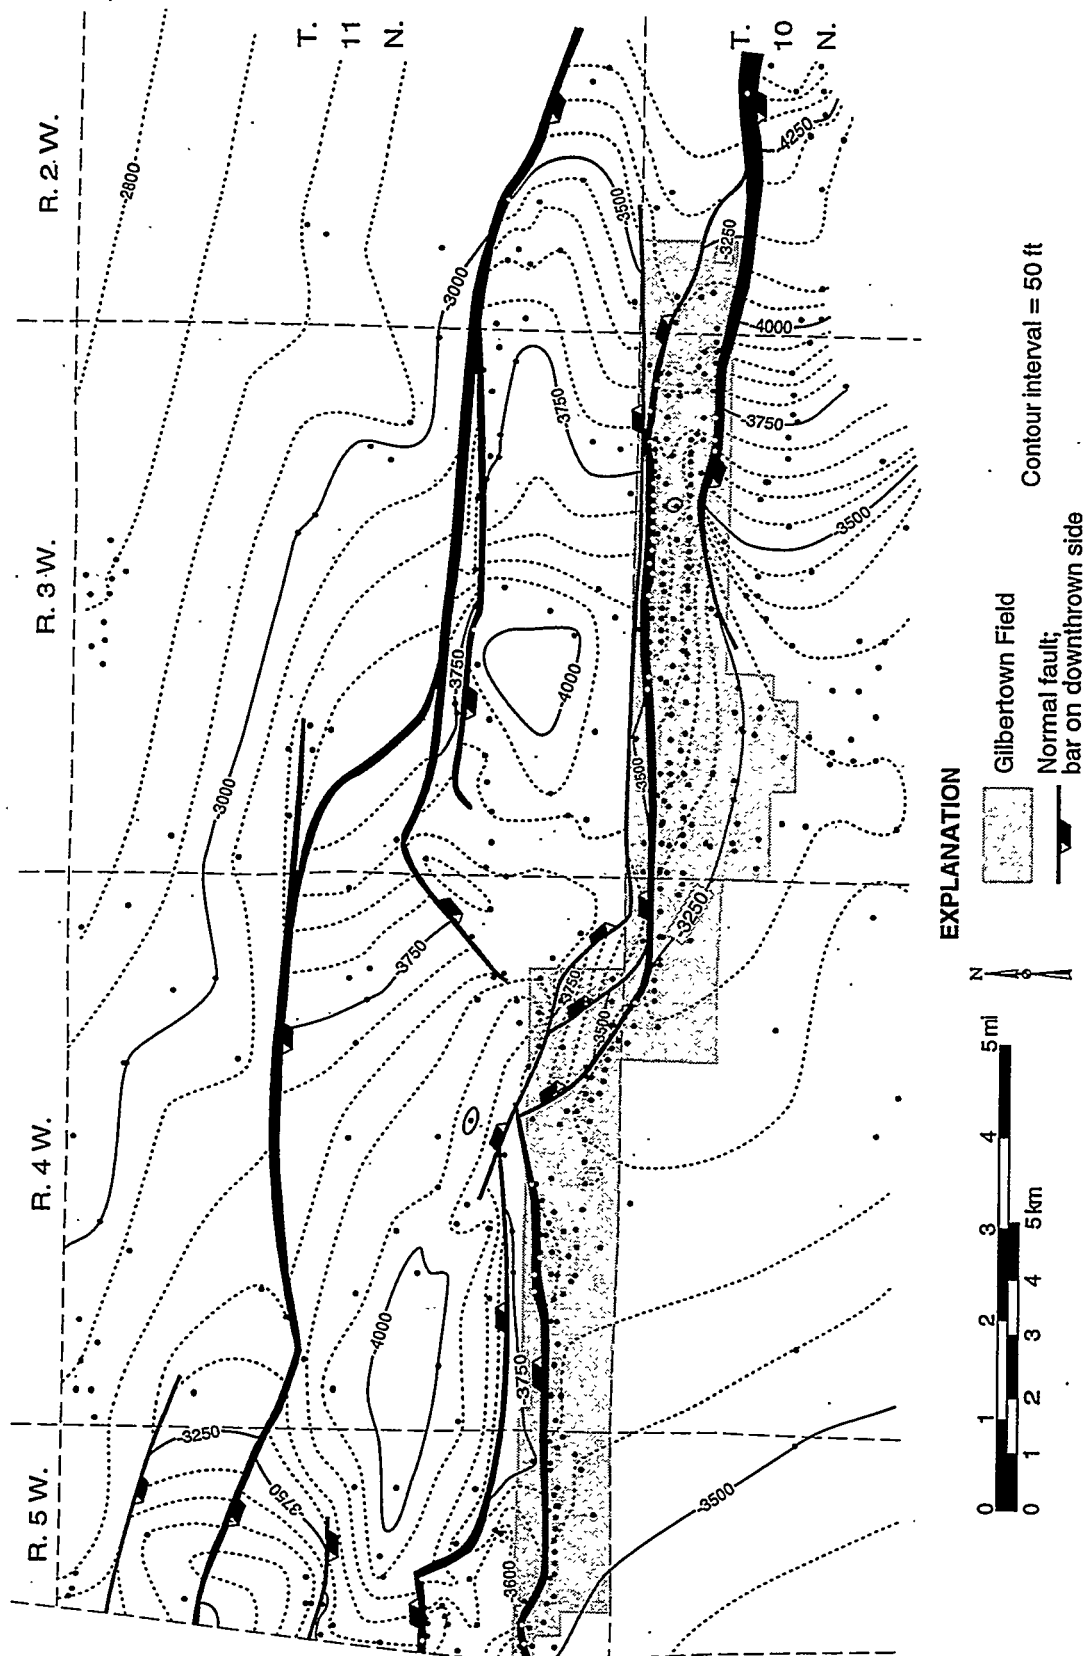 R. 5 W.
R. 4 W.
R. 3 W.
R. 2 W.
T.
11
N.
T.
10
N.
-2800
-3000
-3000
-3000
-3250
-3750
4000
-3750
-3750
4000
-3750
-3500
-3250
4250
-4000
-3750
-3500
-3500
-3250
-3750
-3500
-3750
3600
-3500
EXPLANATION
Gilbertown Field
Normal fault;
bar on downthrown side
Contour interval = 50 ft
N
0 1 2 3 4 5 mi
0 1 2 3 4 5 km